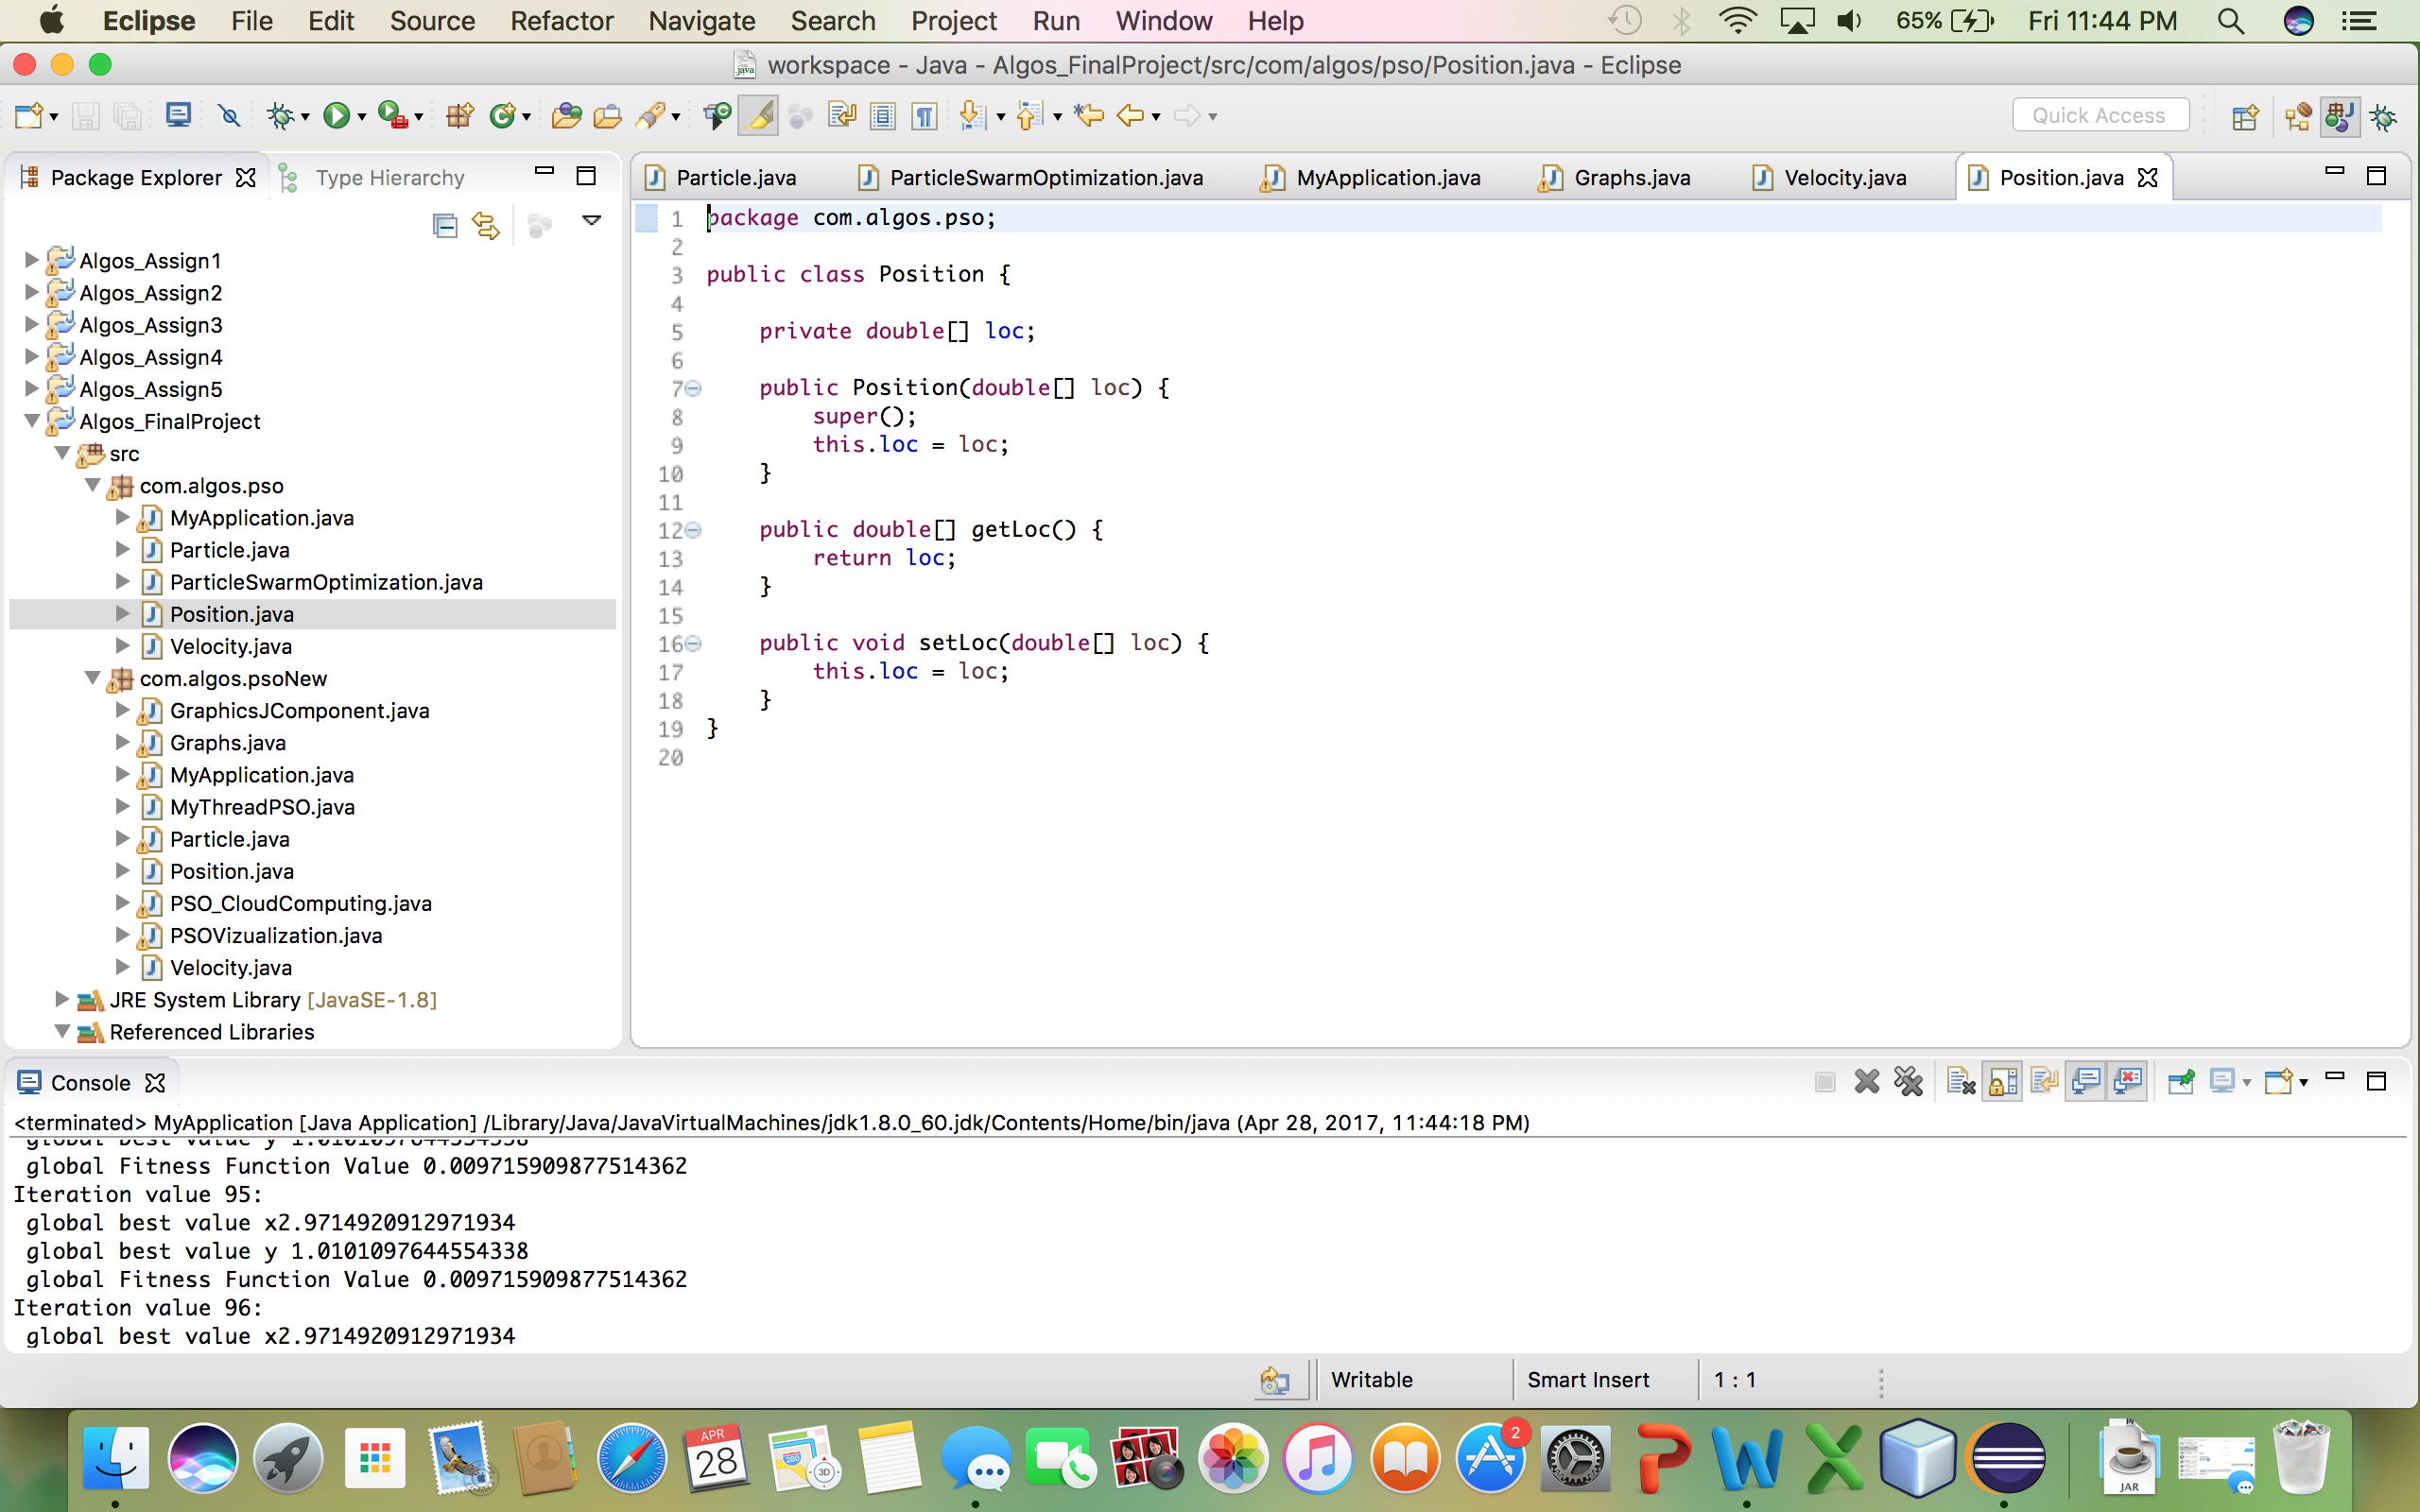 Eclipse File Edit Source Refactor Navigate Search Project Run Window Help 65% Fri 11:44 PM
workspace - Java - Algos_FinalProject/src/com/algos/pso/Position.java - Eclipse
Quick Access
Package Explorer Type Hierarchy
Algos_Assign1
Algos_Assign2
Algos_Assign3
Algos_Assign4
Algos_Assign5
Algos_FinalProject
src
com.algos.pso
MyApplication.java
Particle.java
ParticleSwarmOptimization.java
Position.java
Velocity.java
com.algos.psoNew
GraphicsJComponent.java
Graphs.java
MyApplication.java
MyThreadPSO.java
Particle.java
Position.java
PSO_CloudComputing.java
PSOVizualization.java
Velocity.java
JRE System Library [JavaSE-1.8]
Referenced Libraries
Particle.java ParticleSwarmOptimization.java MyApplication.java Graphs.java Velocity.java Position.java
1 package com.algos.pso;
2
3 public class Position {
4
5 private double[] loc;
6
7 public Position(double[] loc) {
8 super();
9 this.loc = loc;
10 }
11
12 public double[] getLoc() {
13 return loc;
14 }
15
16 public void setLoc(double[] loc) {
17 this.loc = loc;
18 }
19 }
20
Console
<terminated> MyApplication [Java Application] /Library/Java/JavaVirtualMachines/jdk1.8.0_60.jdk/Contents/Home/bin/java (Apr 28, 2017, 11:44:18 PM)
global best value y 1.0101097644554338
global Fitness Function Value 0.009715909877514362
Iteration value 95:
global best value x2.9714920912971934
global best value y 1.0101097644554338
global Fitness Function Value 0.009715909877514362
Iteration value 96:
global best value x2.9714920912971934
Writable Smart Insert 1 : 1
APR
28
280
3D
2
JAR